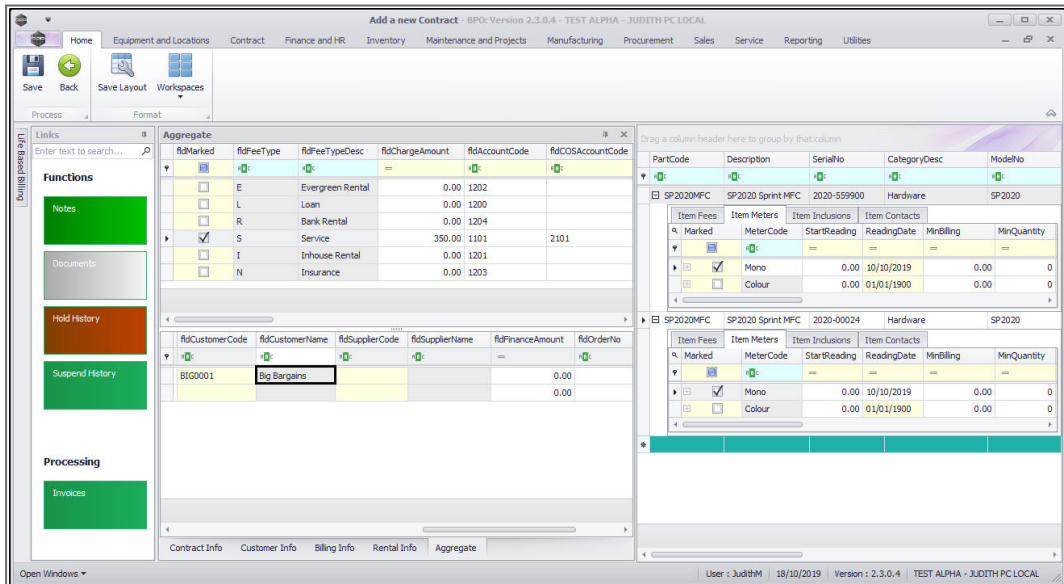 Add a new Contract - BPO: Version 2.3.0.4 - TEST ALPHA - JUDITH PC LOCAL
Home Equipment and Locations Contract Finance and HR Inventory Maintenance and Projects Manufacturing Procurement Sales Service Reporting Utilities
Save Back Save Layout Workspaces
Process Format
Life Based Billing
Links
Enter text to search...
Functions
Notes
Documents
Hold History
Suspend History
Processing
Invoices
Aggregate
fldMarked fldFeeType fldFeeTypeDesc fldChargeAmount fldAccountCode fldCOSAccountCode
E Evergreen Rental 0.00 1202
L Loan 0.00 1200
R Bank Rental 0.00 1204
S Service 350.00 1101 2101
I Inhouse Rental 0.00 1201
N Insurance 0.00 1203
fldCustomerCode fldCustomerName fldSupplierCode fldSupplierName fldFinanceAmount fldOrderNo
BIG0001 Big Bargains 0.00
0.00
Contract Info Customer Info Billing Info Rental Info Aggregate
Drag a column header here to group by that column
PartCode Description SerialNo CategoryDesc ModelNo
SP2020MFC SP2020 Sprint MFC 2020-559900 Hardware SP2020
Item Fees Item Meters Item Inclusions Item Contacts
Marked MeterCode StartReading ReadingDate MinBilling MinQuantity
Mono 0.00 10/10/2019 0.00 0
Colour 0.00 01/01/1900 0.00 0
SP2020MFC SP2020 Sprint MFC 2020-00024 Hardware SP2020
Item Fees Item Meters Item Inclusions Item Contacts
Marked MeterCode StartReading ReadingDate MinBilling MinQuantity
Mono 0.00 10/10/2019 0.00 0
Colour 0.00 01/01/1900 0.00 0
Open Windows User : JudithM 18/10/2019 Version : 2.3.0.4 TEST ALPHA - JUDITH PC LOCAL